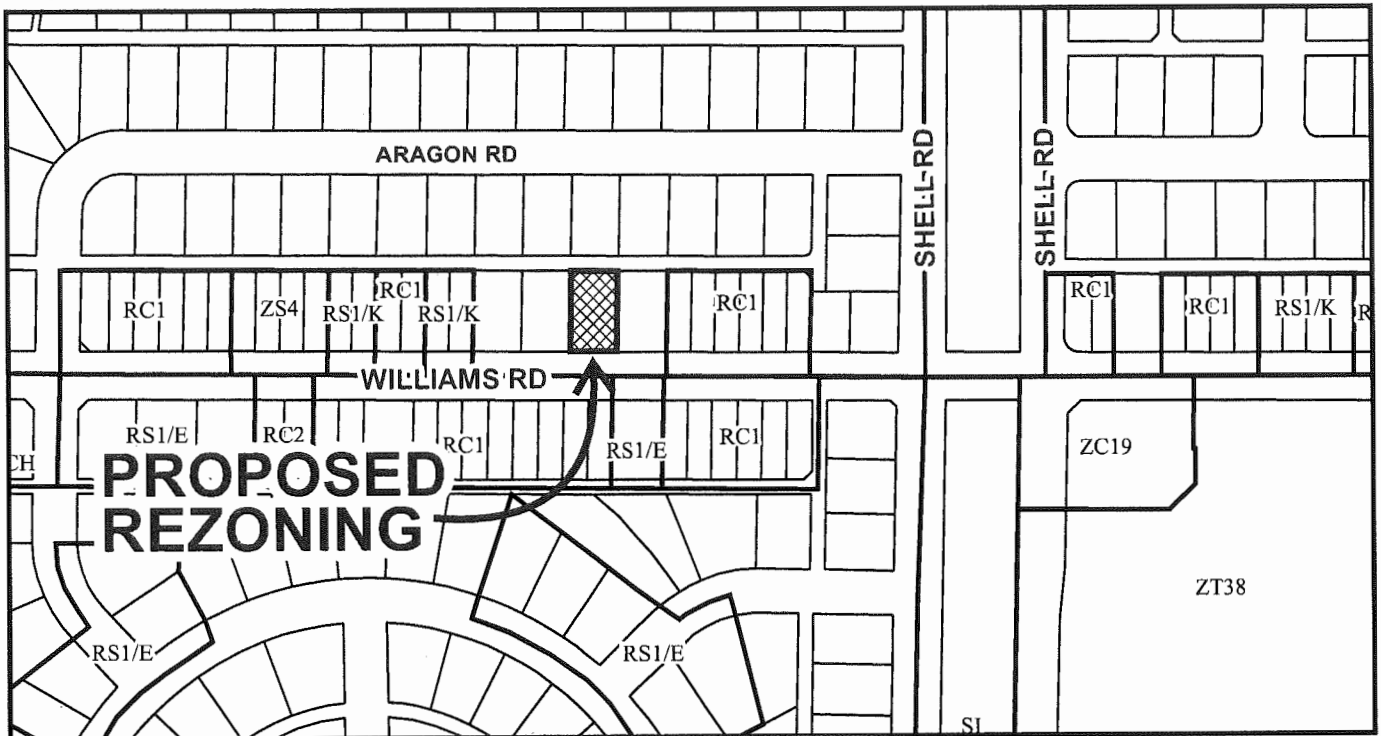 ARAGON RD
SHELL RD
SHELL RD
RC1
ZS4
RS1/K
RC1
RS1/K
RC1
RC1
RC1
RS1/K
R
WILLIAMS RD
RS1/E
RC2
RC1
RS1/E
RC1
CH
ZC19
PROPOSED
REZONING
ZT38
RS1/E
RS1/E
SI